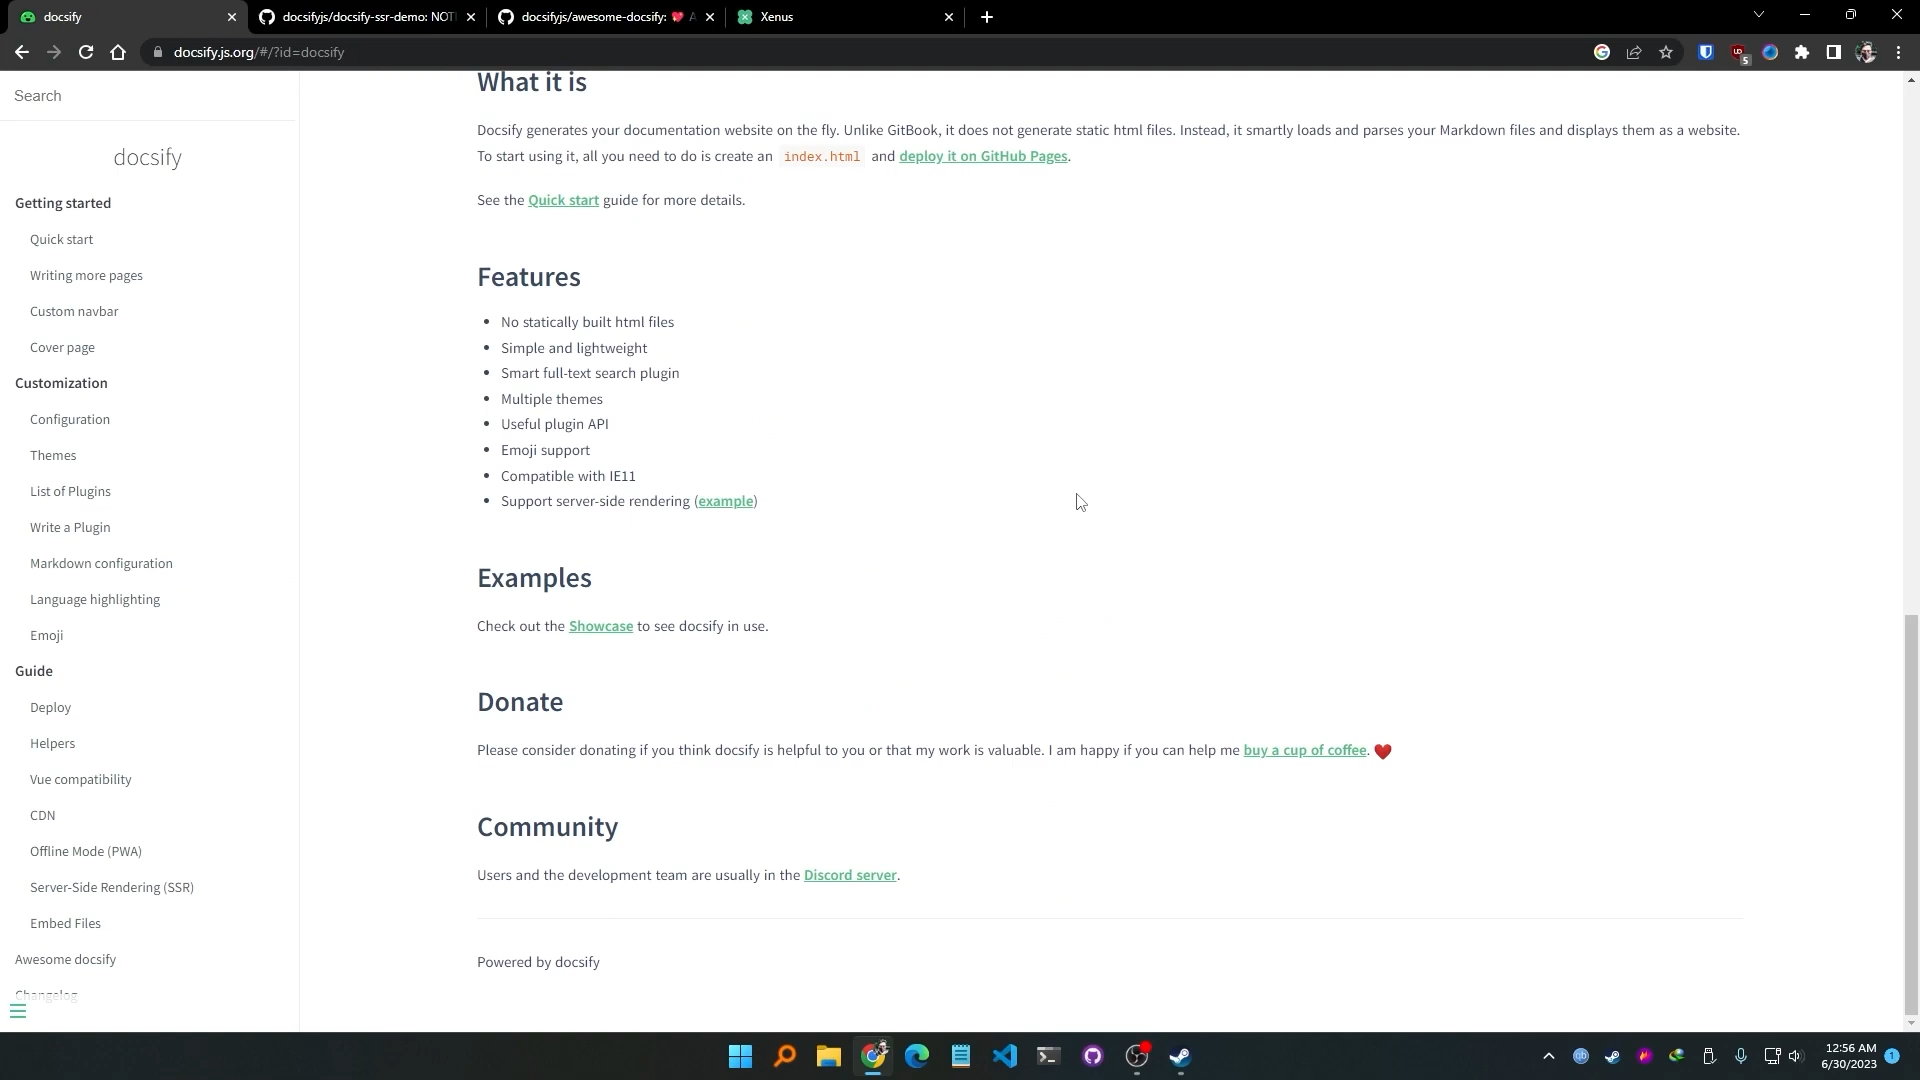 docsify
docsifyjs/docsify-ssr-demo: NOT
docsifyjs/awesome-docsify: 💖 A
Xenus
docsify.js.org/#/?id=docsify
5
Search
docsify
Getting started
Quick start
Writing more pages
Custom navbar
Cover page
Customization
Configuration
Themes
List of Plugins
Write a Plugin
Markdown configuration
Language highlighting
Emoji
Guide
Deploy
Helpers
Vue compatibility
CDN
Offline Mode (PWA)
Server-Side Rendering (SSR)
Embed Files
Awesome docsify
Changelog
What it is
Docsify generates your documentation website on the fly. Unlike GitBook, it does not generate static html files. Instead, it smartly loads and parses your Markdown files and displays them as a website.
To start using it, all you need to do is create an index.html and deploy it on GitHub Pages.
See the Quick start guide for more details.
Features
• No statically built html files
• Simple and lightweight
• Smart full-text search plugin
• Multiple themes
• Useful plugin API
• Emoji support
• Compatible with IE11
• Support server-side rendering (example)
Examples
Check out the Showcase to see docsify in use.
Donate
Please consider donating if you think docsify is helpful to you or that my work is valuable. I am happy if you can help me buy a cup of coffee. ❤️
Community
Users and the development team are usually in the Discord server.
Powered by docsify
qb
12:56 AM
6/30/2023
1